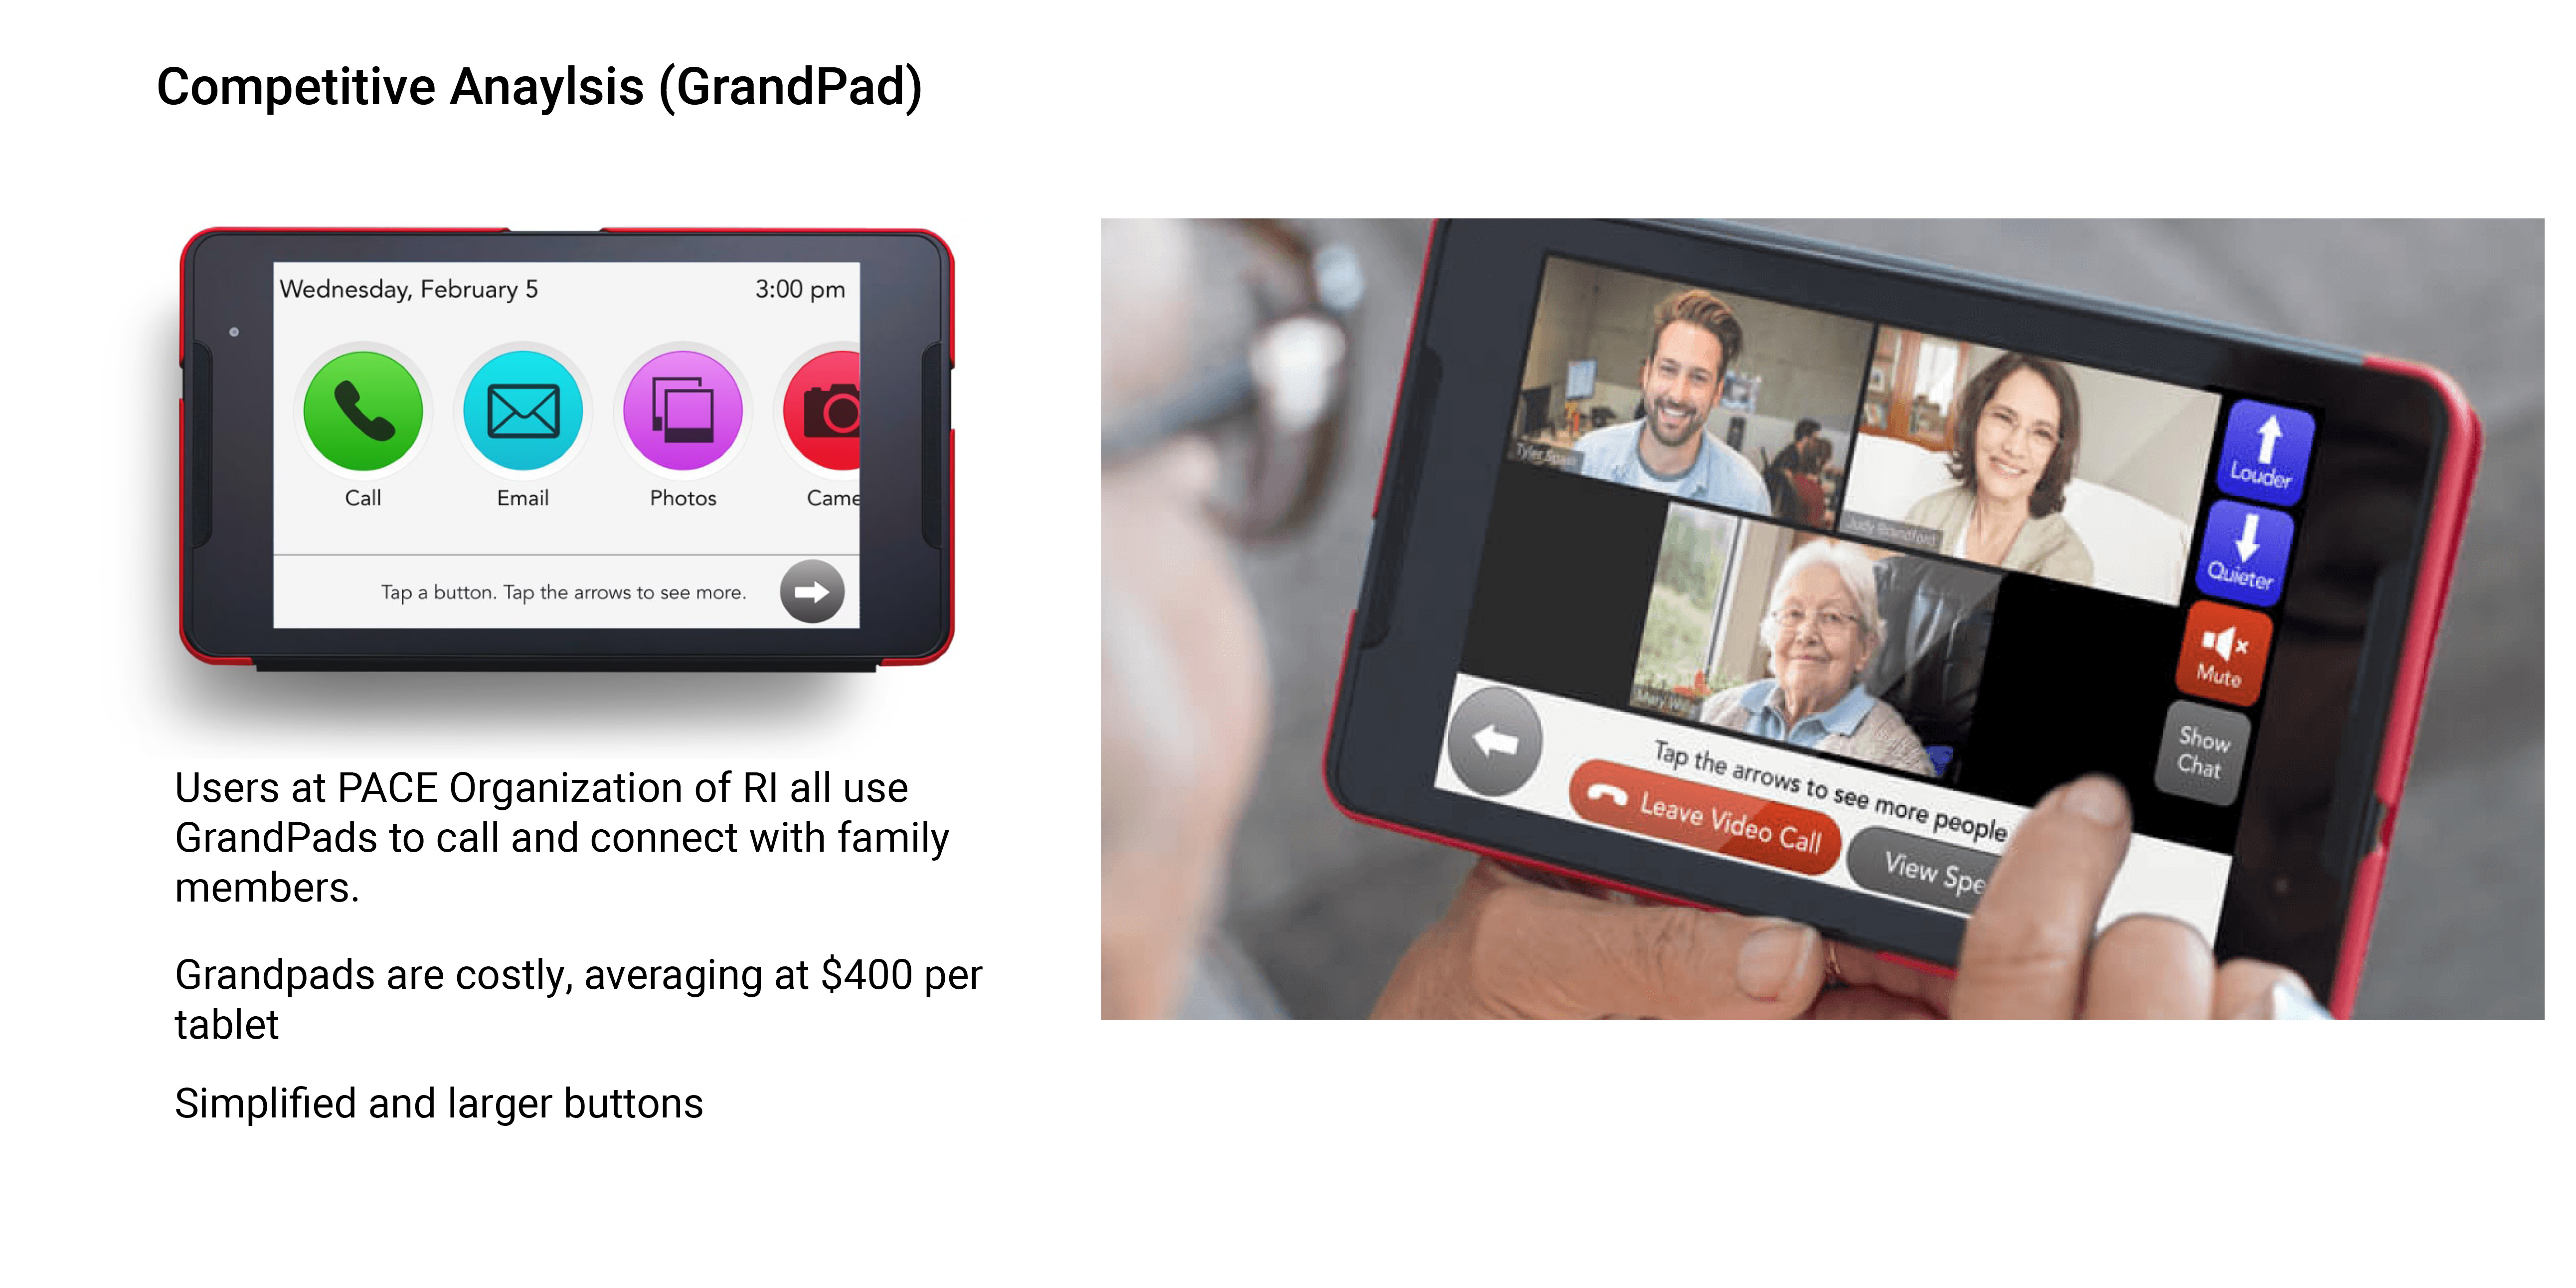 Competitive Anaylsis (GrandPad)
Wednesday, February 5
3:00 pm
Call
Email
Photos
Came
Tap a button. Tap the arrows to see more.
Users at PACE Organization of RI all use
GrandPads to call and connect with family
members.
Grandpads are costly, averaging at $400 per
tablet
Simplified and larger buttons
Tyler Spain
Judy Brandford
Louder
Quieter
Mute
Show
Chat
Tap the arrows to see more people
Leave Video Call
View Spe